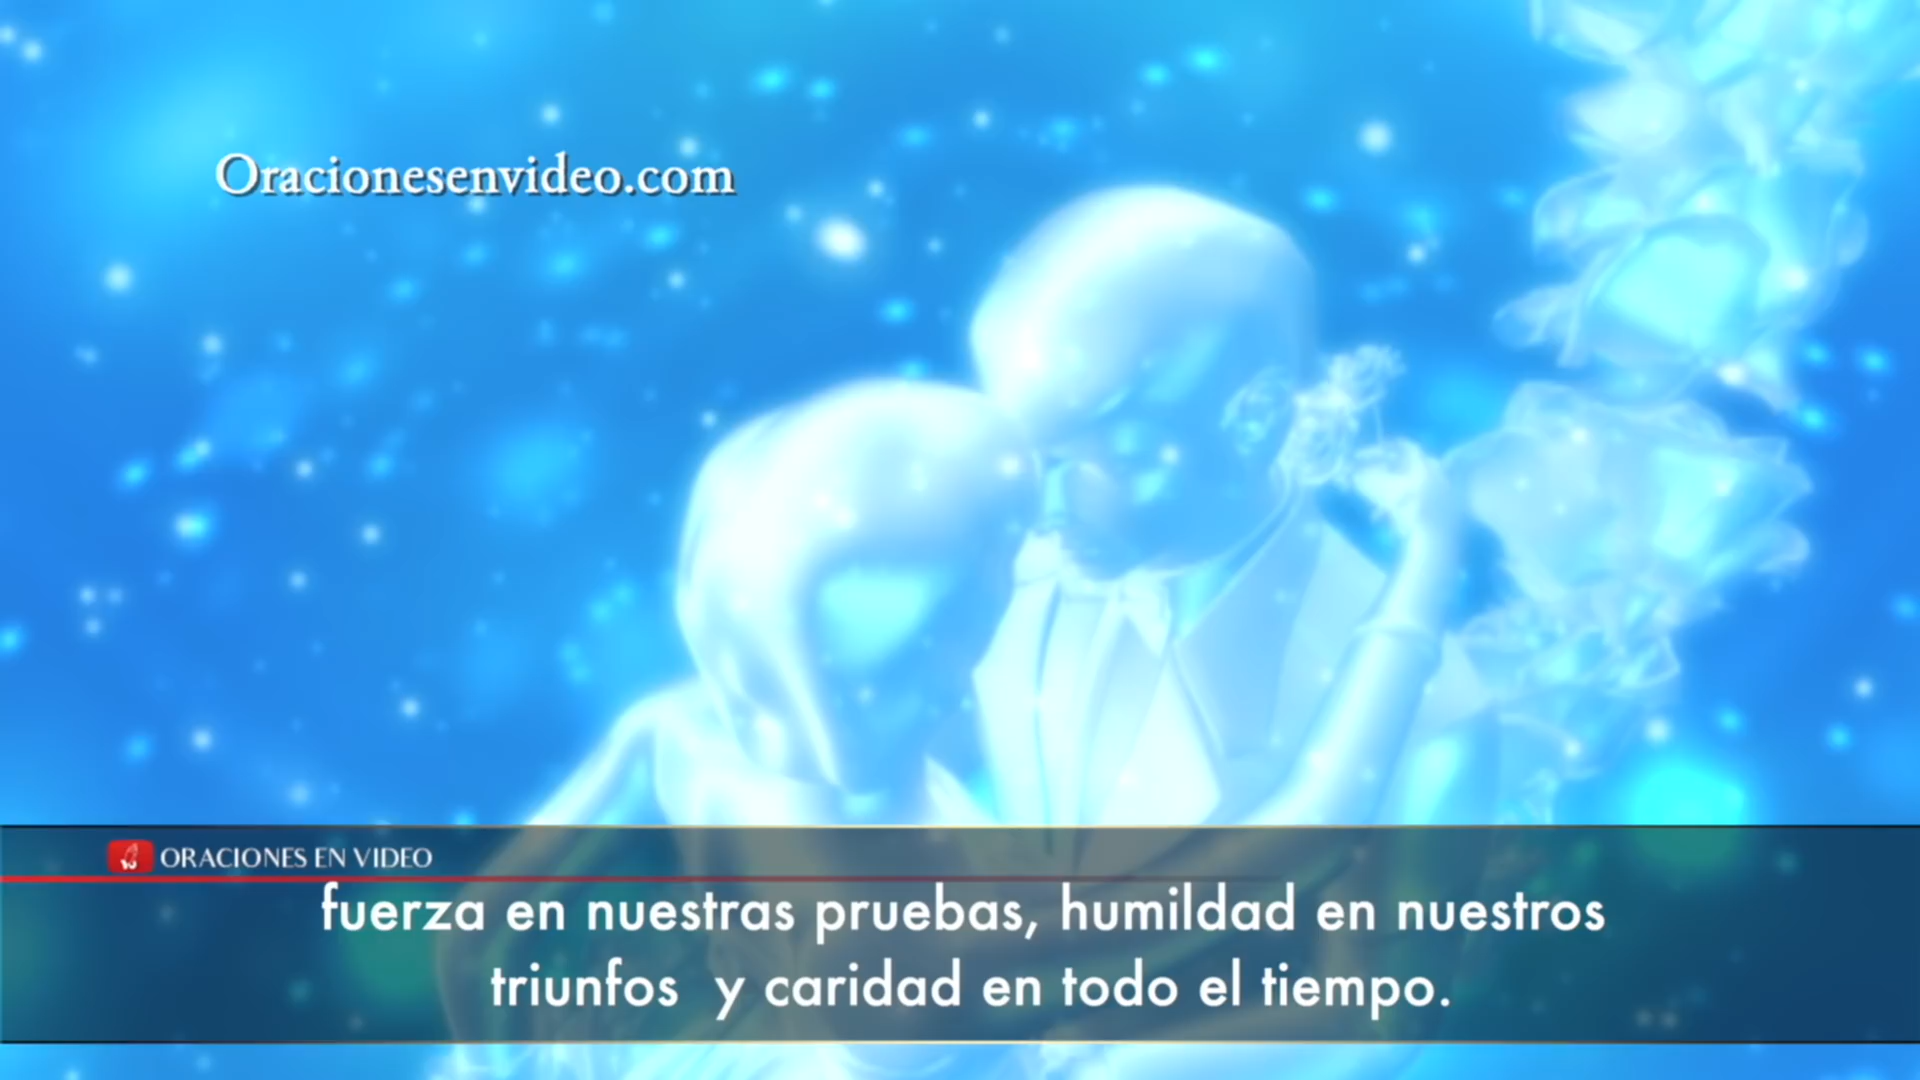 Oracionesenvideo.com
ORACIONES EN VIDEO
fuerza en nuestras pruebas, humildad en nuestros
triunfos y caridad en todo el tiempo.